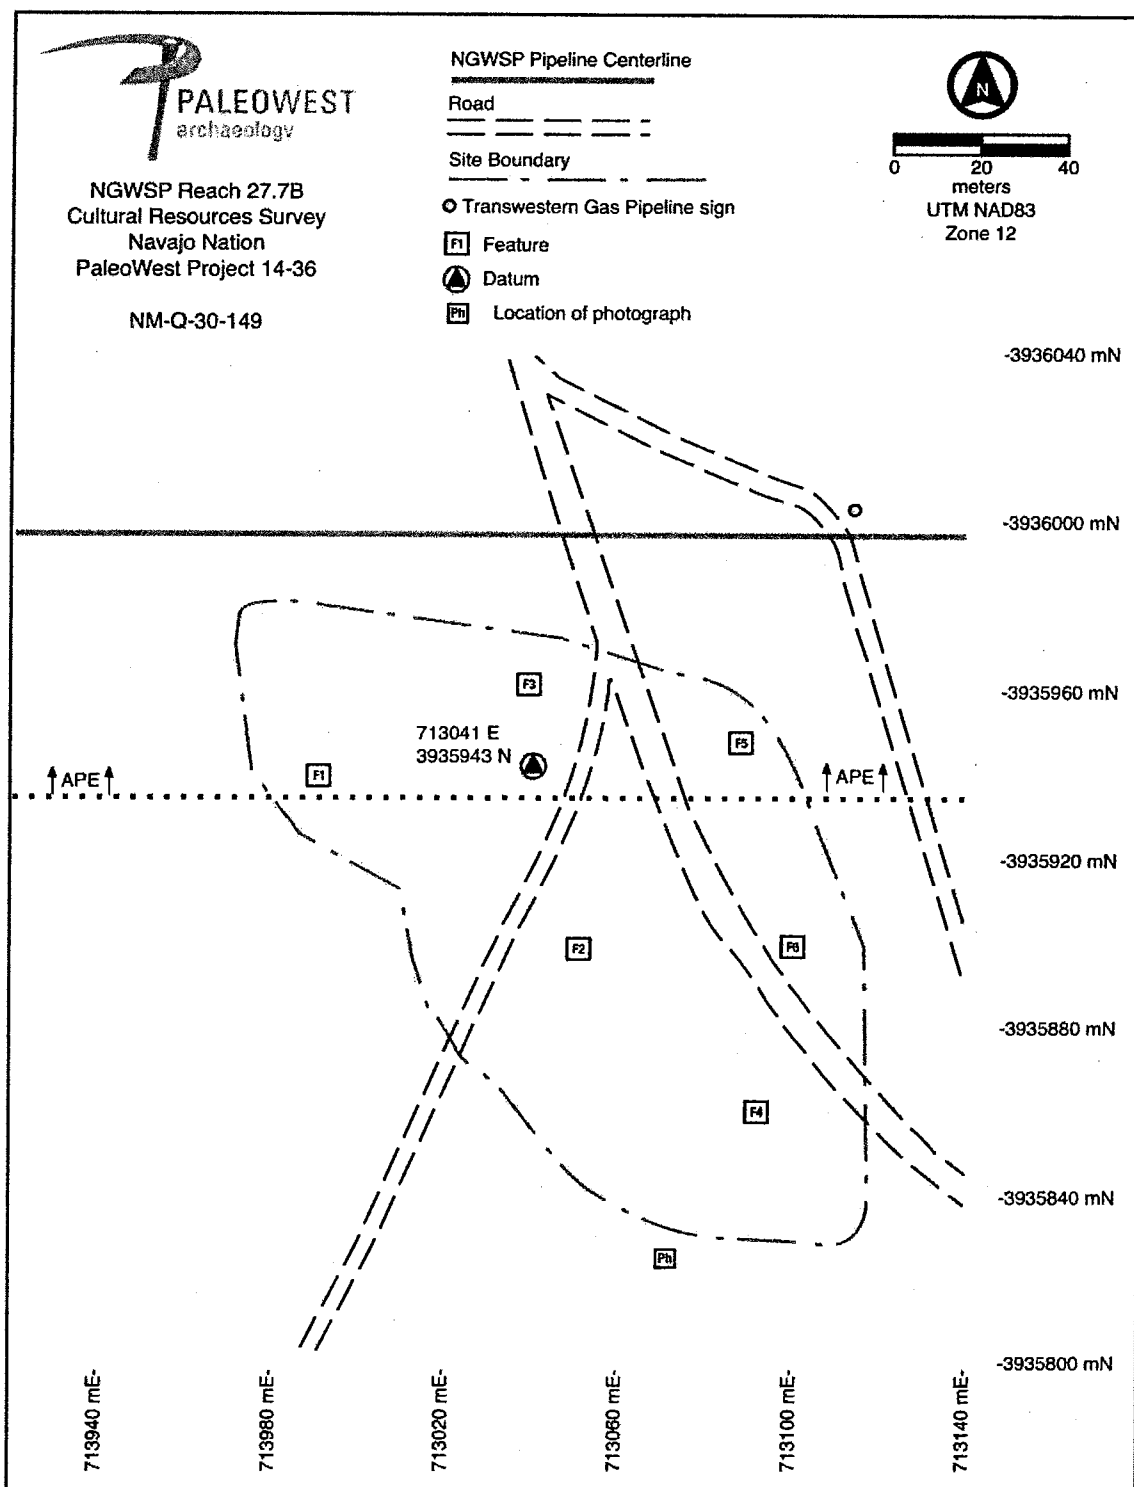 PALEOWEST
archaeology
NGWSP Reach 27.7B
Cultural Resources Survey
Navajo Nation
PaleoWest Project 14-36
NM-Q-30-149
NGWSP Pipeline Centerline
Road
Site Boundary
Transwestern Gas Pipeline sign
F1 Feature
Datum
Ph Location of photograph
N
0 20 40
meters
UTM NAD83
Zone 12
-3936040 mN
-3936000 mN
F3
-3935960 mN
713041 E
3935943 N
F5
APE
F1
APE
-3935920 mN
F2
F6
-3935880 mN
F4
-3935840 mN
Ph
-3935800 mN
713940 mE-
713980 mE-
713020 mE-
713060 mE-
713100 mE-
713140 mE-